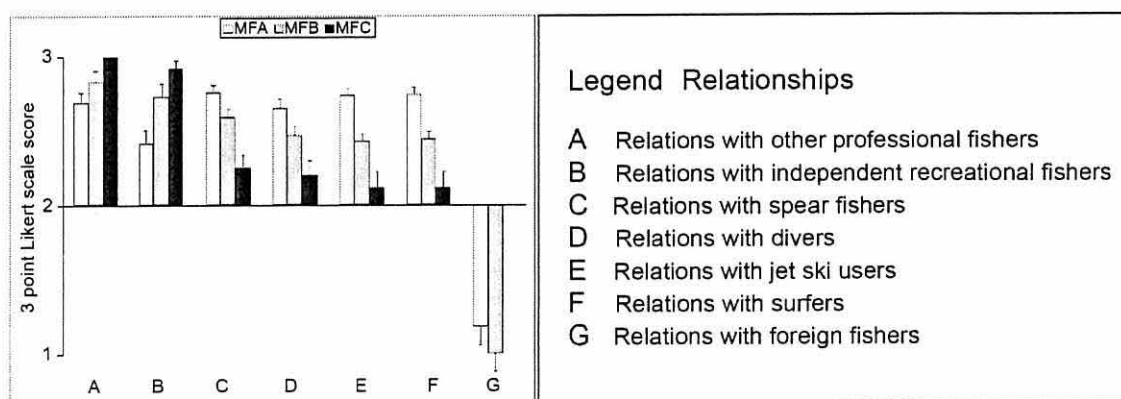 MFA MFB MFC
3
2
1
3 point Likert scale score
A B C D E F G
Legend Relationships
A Relations with other professional fishers
B Relations with independent recreational fishers
C Relations with spear fishers
D Relations with divers
E Relations with jet ski users
F Relations with surfers
G Relations with foreign fishers